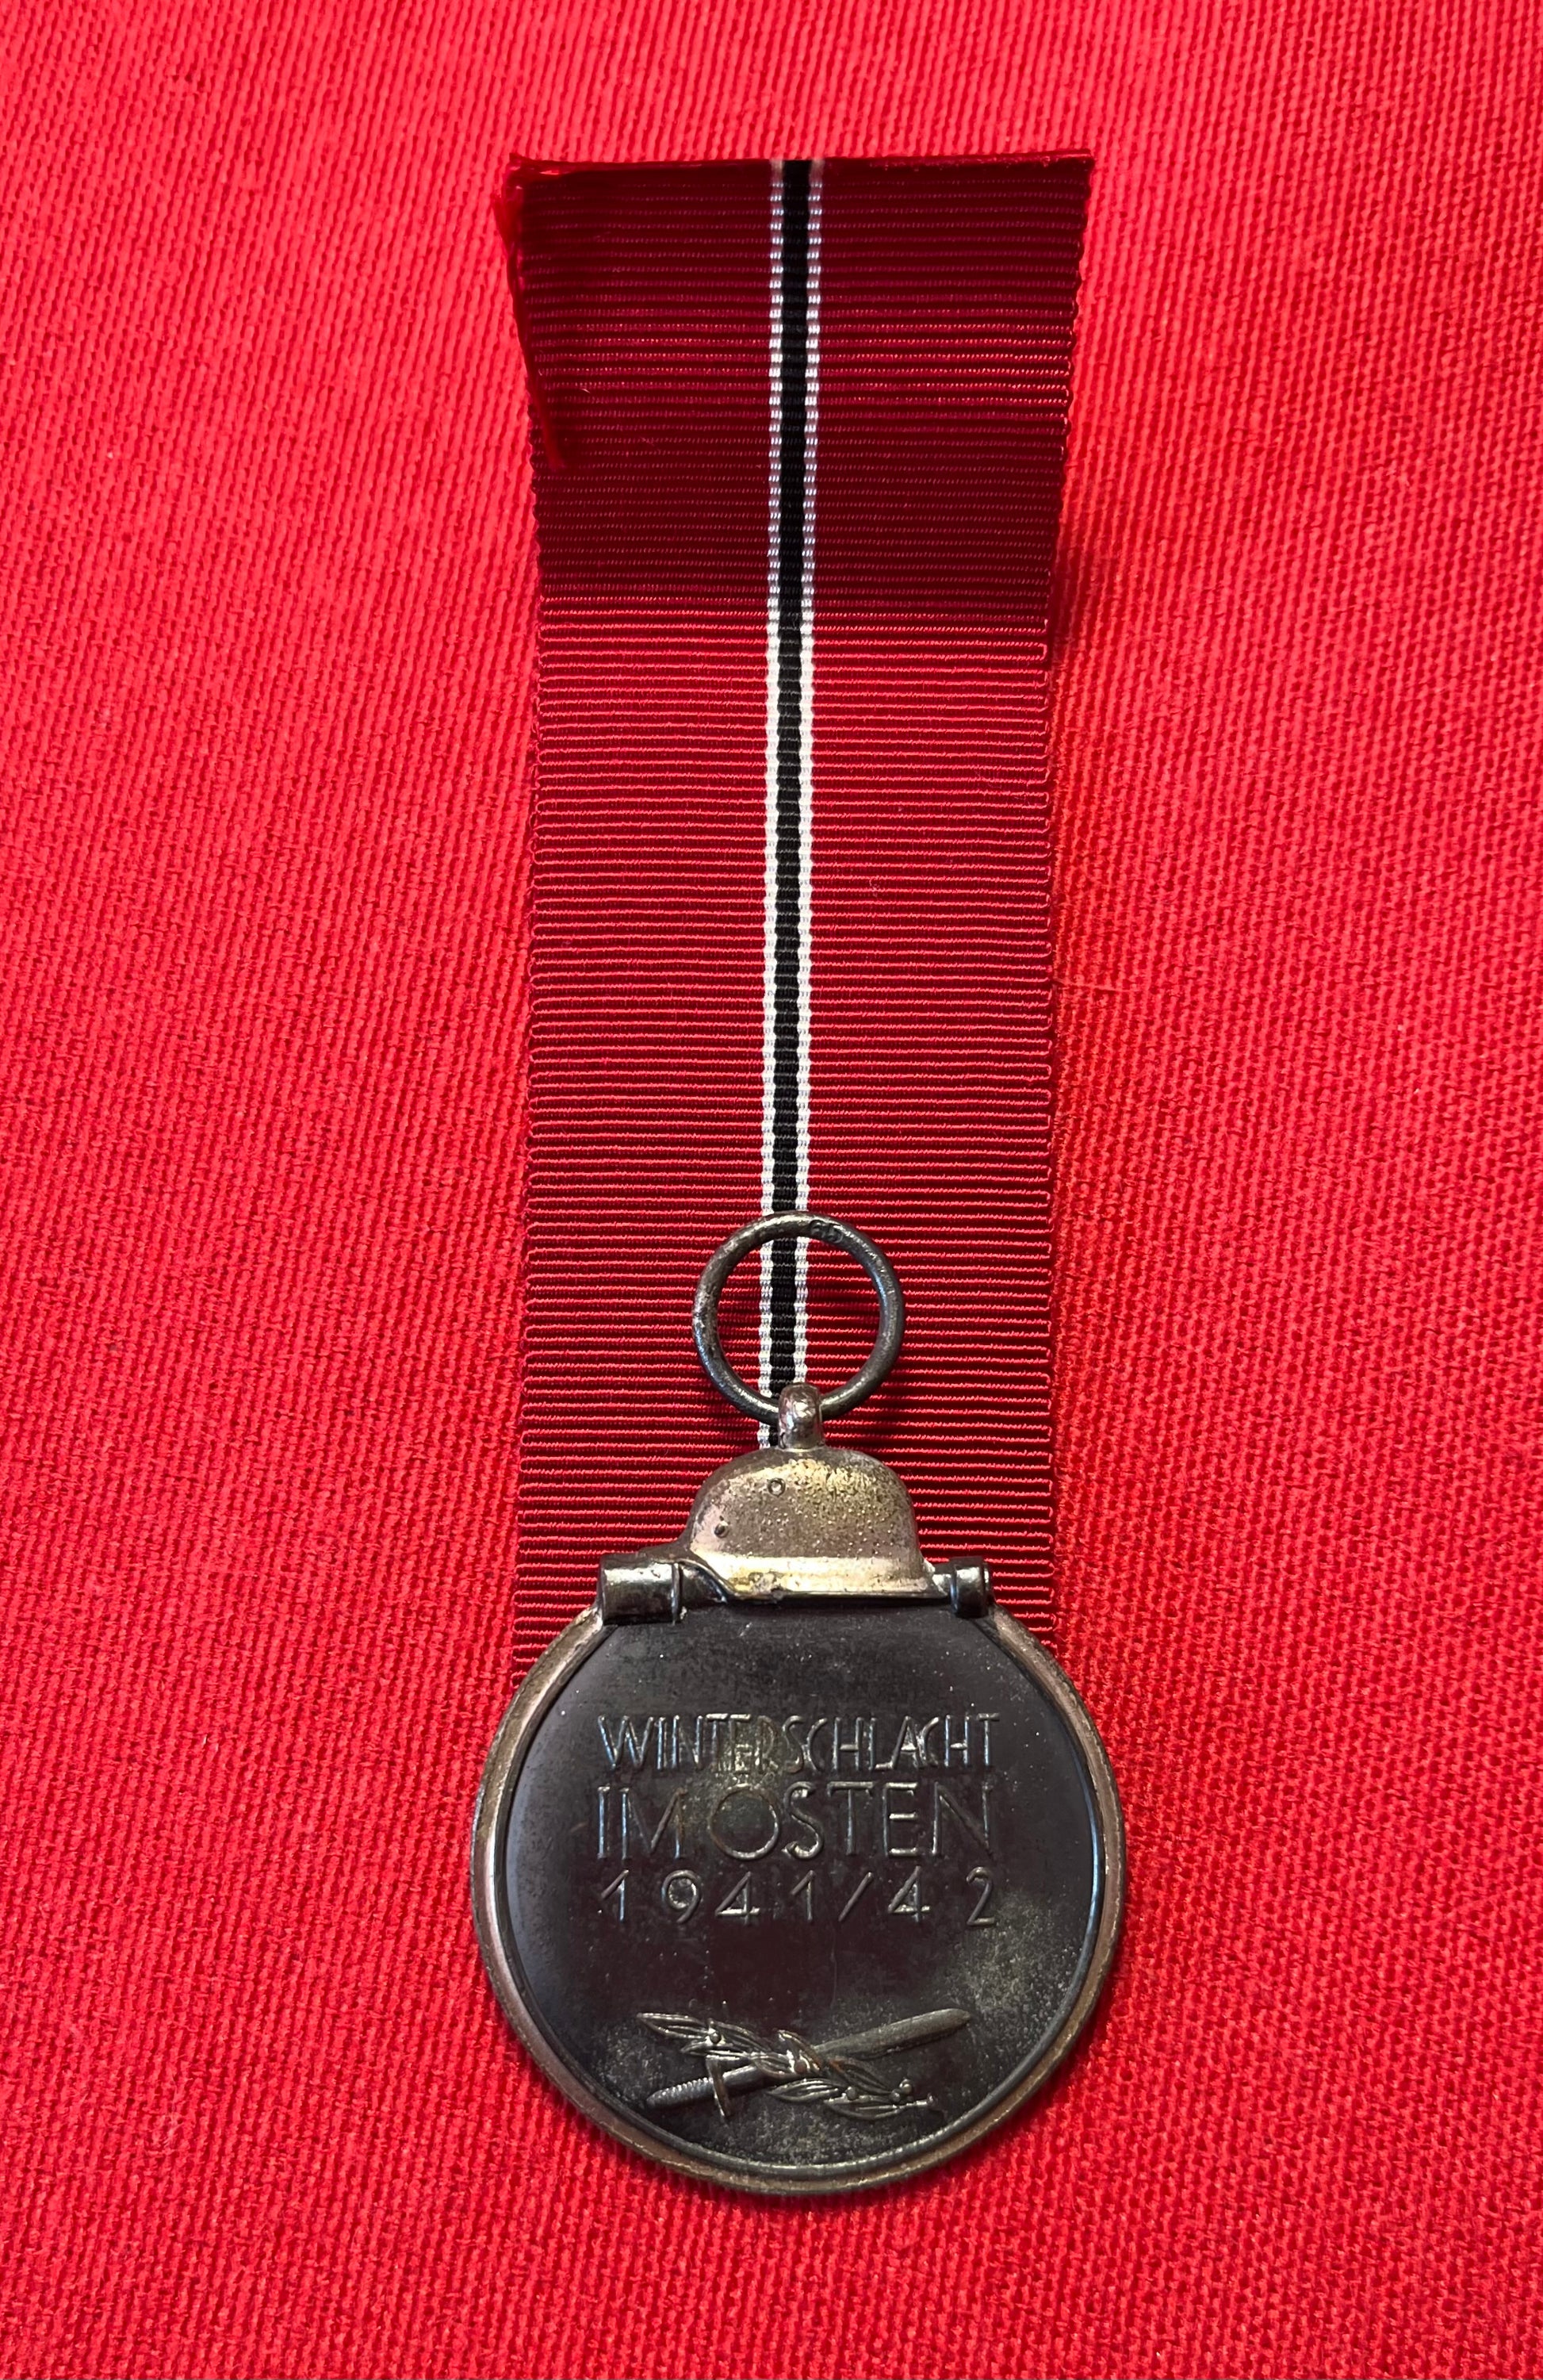 WINTERSCHLACHT
IM OSTEN
1941/42